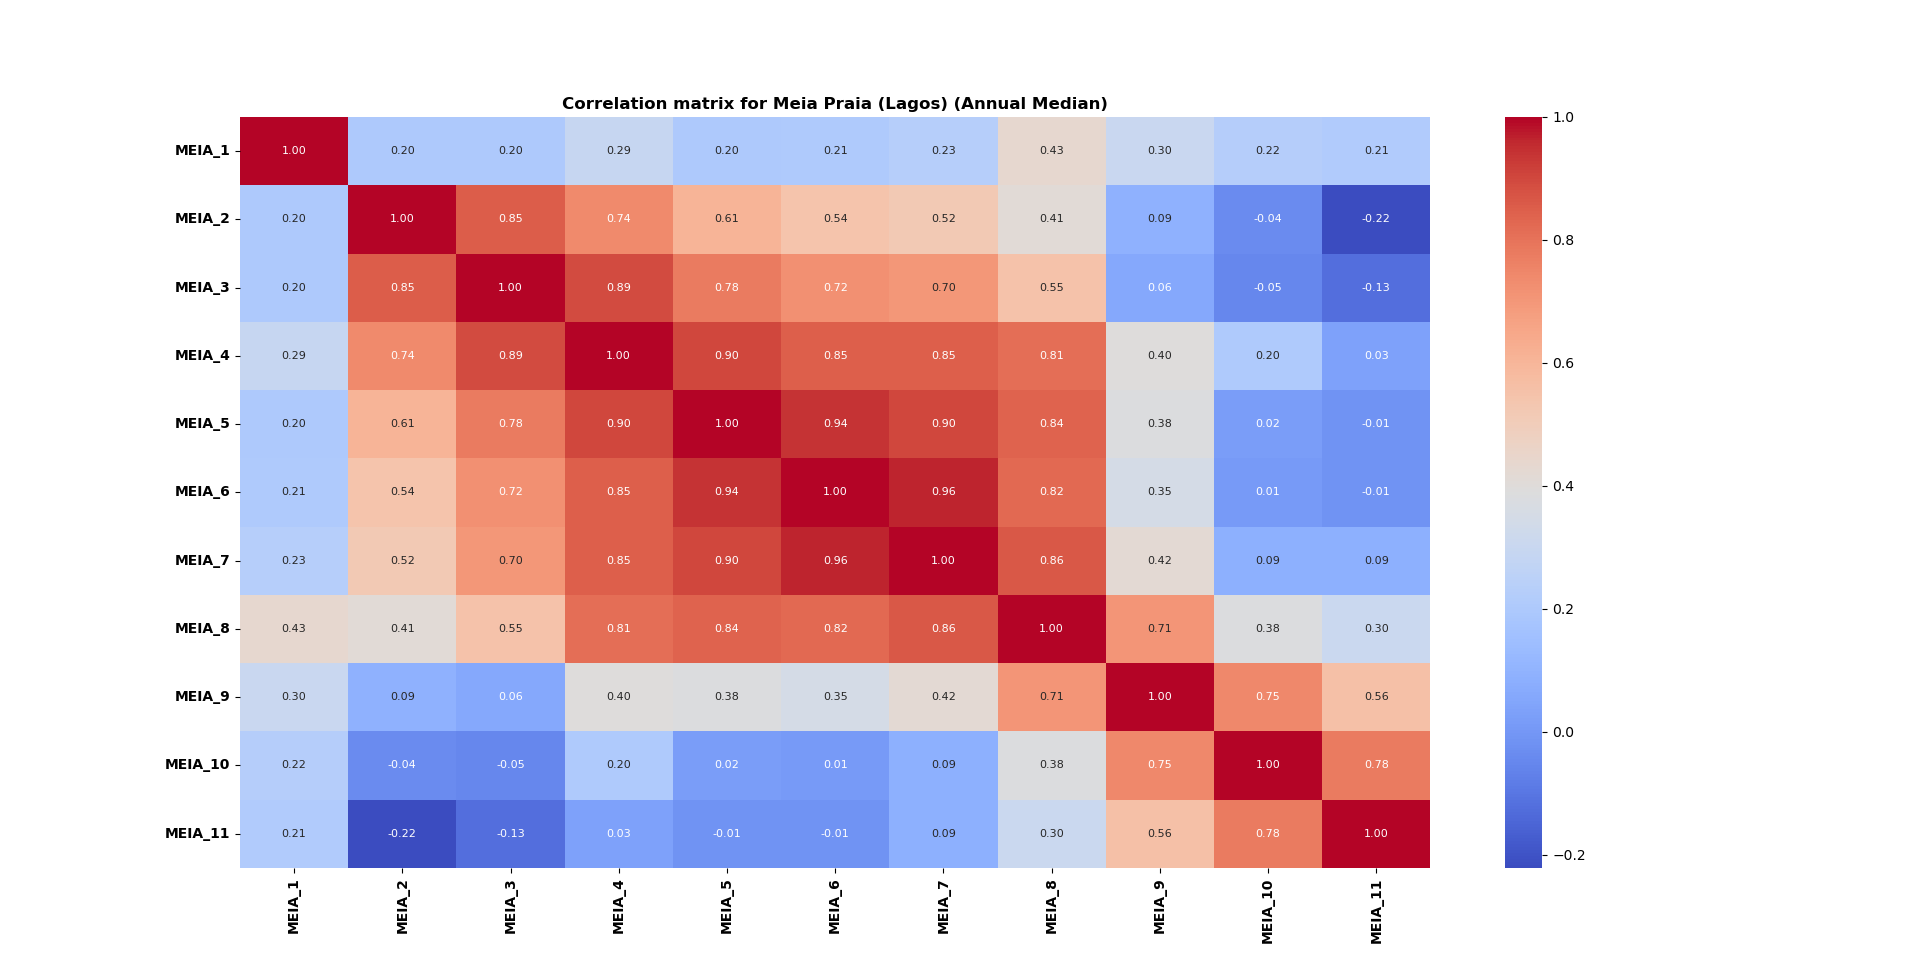 Correlation matrix for Meia Praia (Lagos) (Annual Median)
MEIA_1 1.00 0.20 0.20 0.29 0.20 0.21 0.23 0.43 0.30 0.22 0.21
MEIA_2 0.20 1.00 0.85 0.74 0.61 0.54 0.52 0.41 0.09 -0.04 -0.22
MEIA_3 0.20 0.85 1.00 0.89 0.78 0.72 0.70 0.55 0.06 -0.05 -0.13
MEIA_4 0.29 0.74 0.89 1.00 0.90 0.85 0.85 0.81 0.40 0.20 0.03
MEIA_5 0.20 0.61 0.78 0.90 1.00 0.94 0.90 0.84 0.38 0.02 -0.01
MEIA_6 0.21 0.54 0.72 0.85 0.94 1.00 0.96 0.82 0.35 0.01 -0.01
MEIA_7 0.23 0.52 0.70 0.85 0.90 0.96 1.00 0.86 0.42 0.09 0.09
MEIA_8 0.43 0.41 0.55 0.81 0.84 0.82 0.86 1.00 0.71 0.38 0.30
MEIA_9 0.30 0.09 0.06 0.40 0.38 0.35 0.42 0.71 1.00 0.75 0.56
MEIA_10 0.22 -0.04 -0.05 0.20 0.02 0.01 0.09 0.38 0.75 1.00 0.78
MEIA_11 0.21 -0.22 -0.13 0.03 -0.01 -0.01 0.09 0.30 0.56 0.78 1.00
MEIA_1 MEIA_2 MEIA_3 MEIA_4 MEIA_5 MEIA_6 MEIA_7 MEIA_8 MEIA_9 MEIA_10 MEIA_11
1.0
0.8
0.6
0.4
0.2
0.0
−0.2